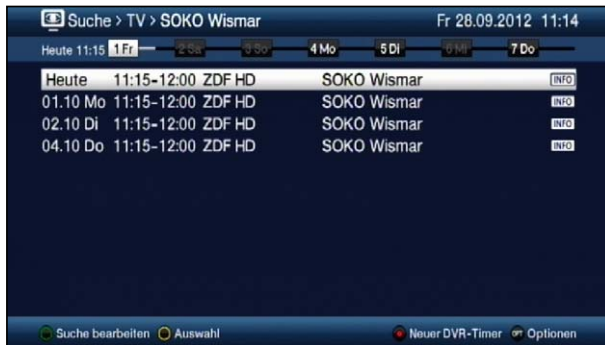 Suche > TV > SOKO Wismar Fr 28.09.2012 11:14
Heute 11:15 1 Fr 2 Sa 3 So 4 Mo 5 Di 6 Mi 7 Do
Heute 11:15-12:00 ZDF HD SOKO Wismar INFO
01.10 Mo 11:15-12:00 ZDF HD SOKO Wismar INFO
02.10 Di 11:15-12:00 ZDF HD SOKO Wismar INFO
04.10 Do 11:15-12:00 ZDF HD SOKO Wismar INFO
Suche bearbeiten Auswahl Neuer DVR-Timer OPT Optionen